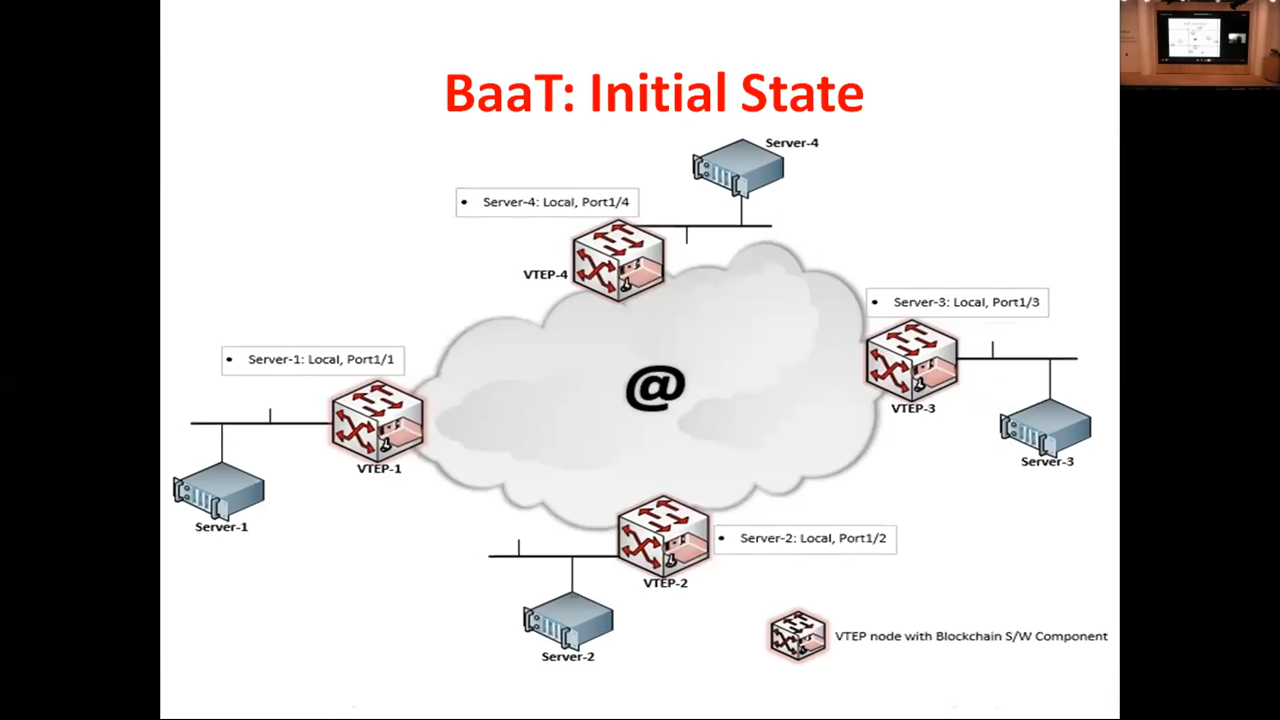 BaaT: Initial State
Server-4
• Server-4: Local, Port1/4
VTEP-4
• Server-3: Local, Port1/3
• Server-1: Local, Port1/1
@
VTEP-3
VTEP-1
Server-3
Server-1
• Server-2: Local, Port1/2
VTEP-2
VTEP node with Blockchain S/W Component
Server-2